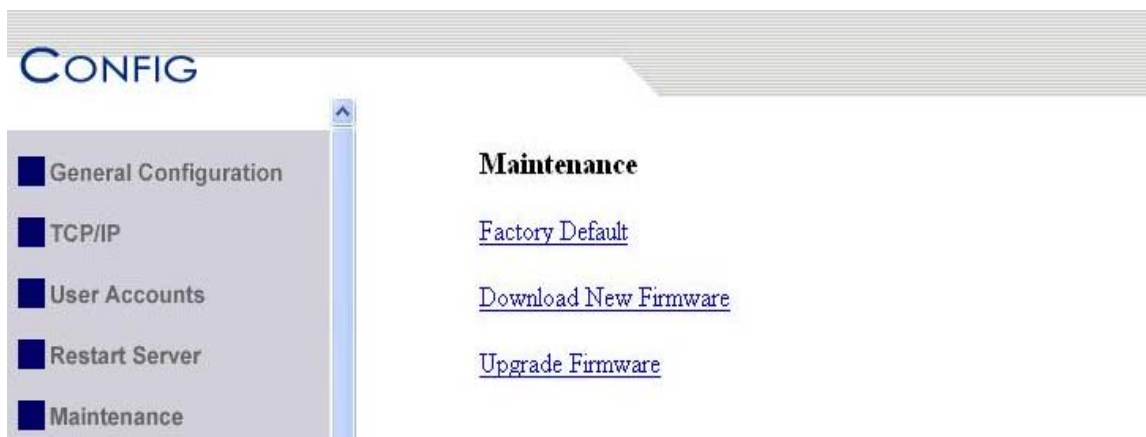 CONFIG
General Configuration
TCP/IP
User Accounts
Restart Server
Maintenance
Maintenance
Factory Default
Download New Firmware
Upgrade Firmware